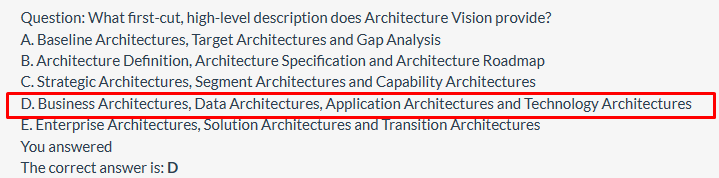 Question: What first-cut, high-level description does Architecture Vision provide?
A. Baseline Architectures, Target Architectures and Gap Analysis
B. Architecture Definition, Architecture Specification and Architecture Roadmap
C. Strategic Architectures, Segment Architectures and Capability Architectures
D. Business Architectures, Data Architectures, Application Architectures and Technology Architectures
E. Enterprise Architectures, Solution Architectures and Transition Architectures
You answered
The correct answer is: D